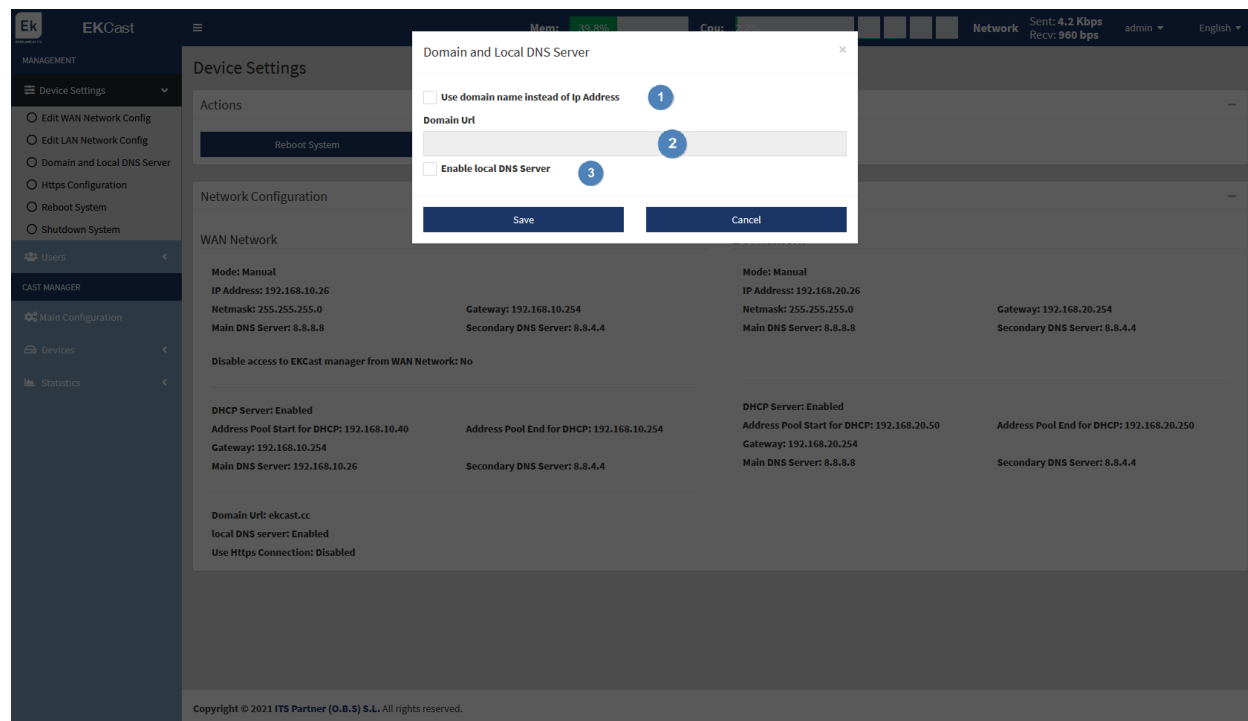 Ek
EKCast
Mem: 39.8%
Cpu:
Network
Sent: 4.2 Kbps
Recv: 960 bps
admin
English
MANAGEMENT
Device Settings
Edit WAN Network Config
Edit LAN Network Config
Domain and Local DNS Server
Https Configuration
Reboot System
Shutdown System
Users
CAST MANAGER
Main Configuration
Devices
Statistics
Device Settings
Actions
Reboot System
Domain and Local DNS Server
×
Use domain name instead of Ip Address
1
Domain Url
2
Enable local DNS Server
3
Save
Cancel
Network Configuration
WAN Network
Mode: Manual
IP Address: 192.168.10.26
Netmask: 255.255.255.0
Gateway: 192.168.10.254
Main DNS Server: 8.8.8.8
Secondary DNS Server: 8.8.4.4
Disable access to EKCast manager from WAN Network: No
DHCP Server: Enabled
Address Pool Start for DHCP: 192.168.10.40
Address Pool End for DHCP: 192.168.10.254
Gateway: 192.168.10.254
Main DNS Server: 192.168.10.26
Secondary DNS Server: 8.8.4.4
Domain Url: ekcast.cc
local DNS server: Enabled
Use Https Connection: Disabled
Mode: Manual
IP Address: 192.168.20.26
Netmask: 255.255.255.0
Gateway: 192.168.20.254
Main DNS Server: 8.8.8.8
Secondary DNS Server: 8.8.4.4
DHCP Server: Enabled
Address Pool Start for DHCP: 192.168.20.50
Address Pool End for DHCP: 192.168.20.250
Gateway: 192.168.20.254
Main DNS Server: 8.8.8.8
Secondary DNS Server: 8.8.4.4
Copyright © 2021 ITS Partner (O.B.S) S.L. All rights reserved.